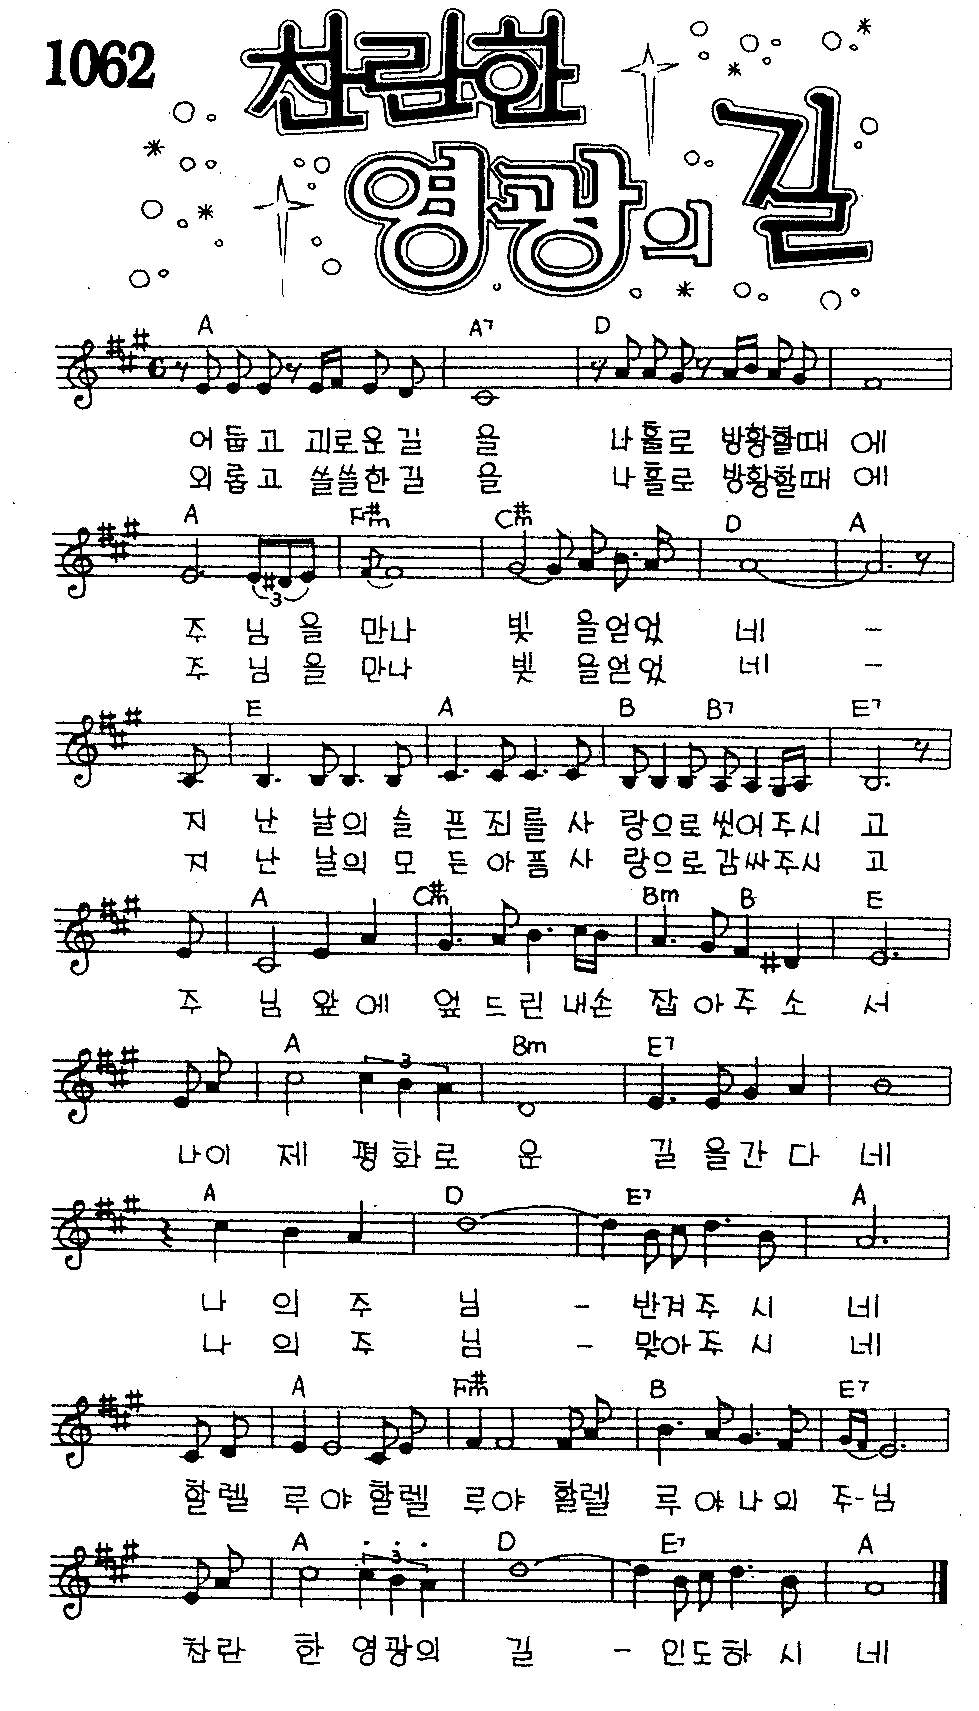 1062
찬란한
영광의 길
A A7 D
어둡고 괴로운 길 을 나홀로 방황할때 에
외롭고 쓸쓸한 길 을 나홀로 방황할때 에
A F#m C#m D A
3
주 님 을 만나 빛 을얻었 네 -
주 님 을 만나 빛 을얻었 네 -
E A B B7 E7
지 난 날의 슬 픈 죄를 사 랑으로 씻어주시 고
지 난 날의 모 든 아픔 사 랑으로 감싸주시 고
A C#m Bm B E
주 님 앞에 엎 드린 내손 잡아주 소 서
A 3 Bm E7
나이 제 평화로 운 길 을간 다 네
A D E7 A
나 의 주 님 - 반겨주 시 네
나 의 주 님 - 맞아주 시 네
A F#m B E7
할렐 루 야 할렐 루야 할렐 루 야 나의 주-님
A 3 D E7 A
찬란 한 영광의 길 - 인도하 시 네